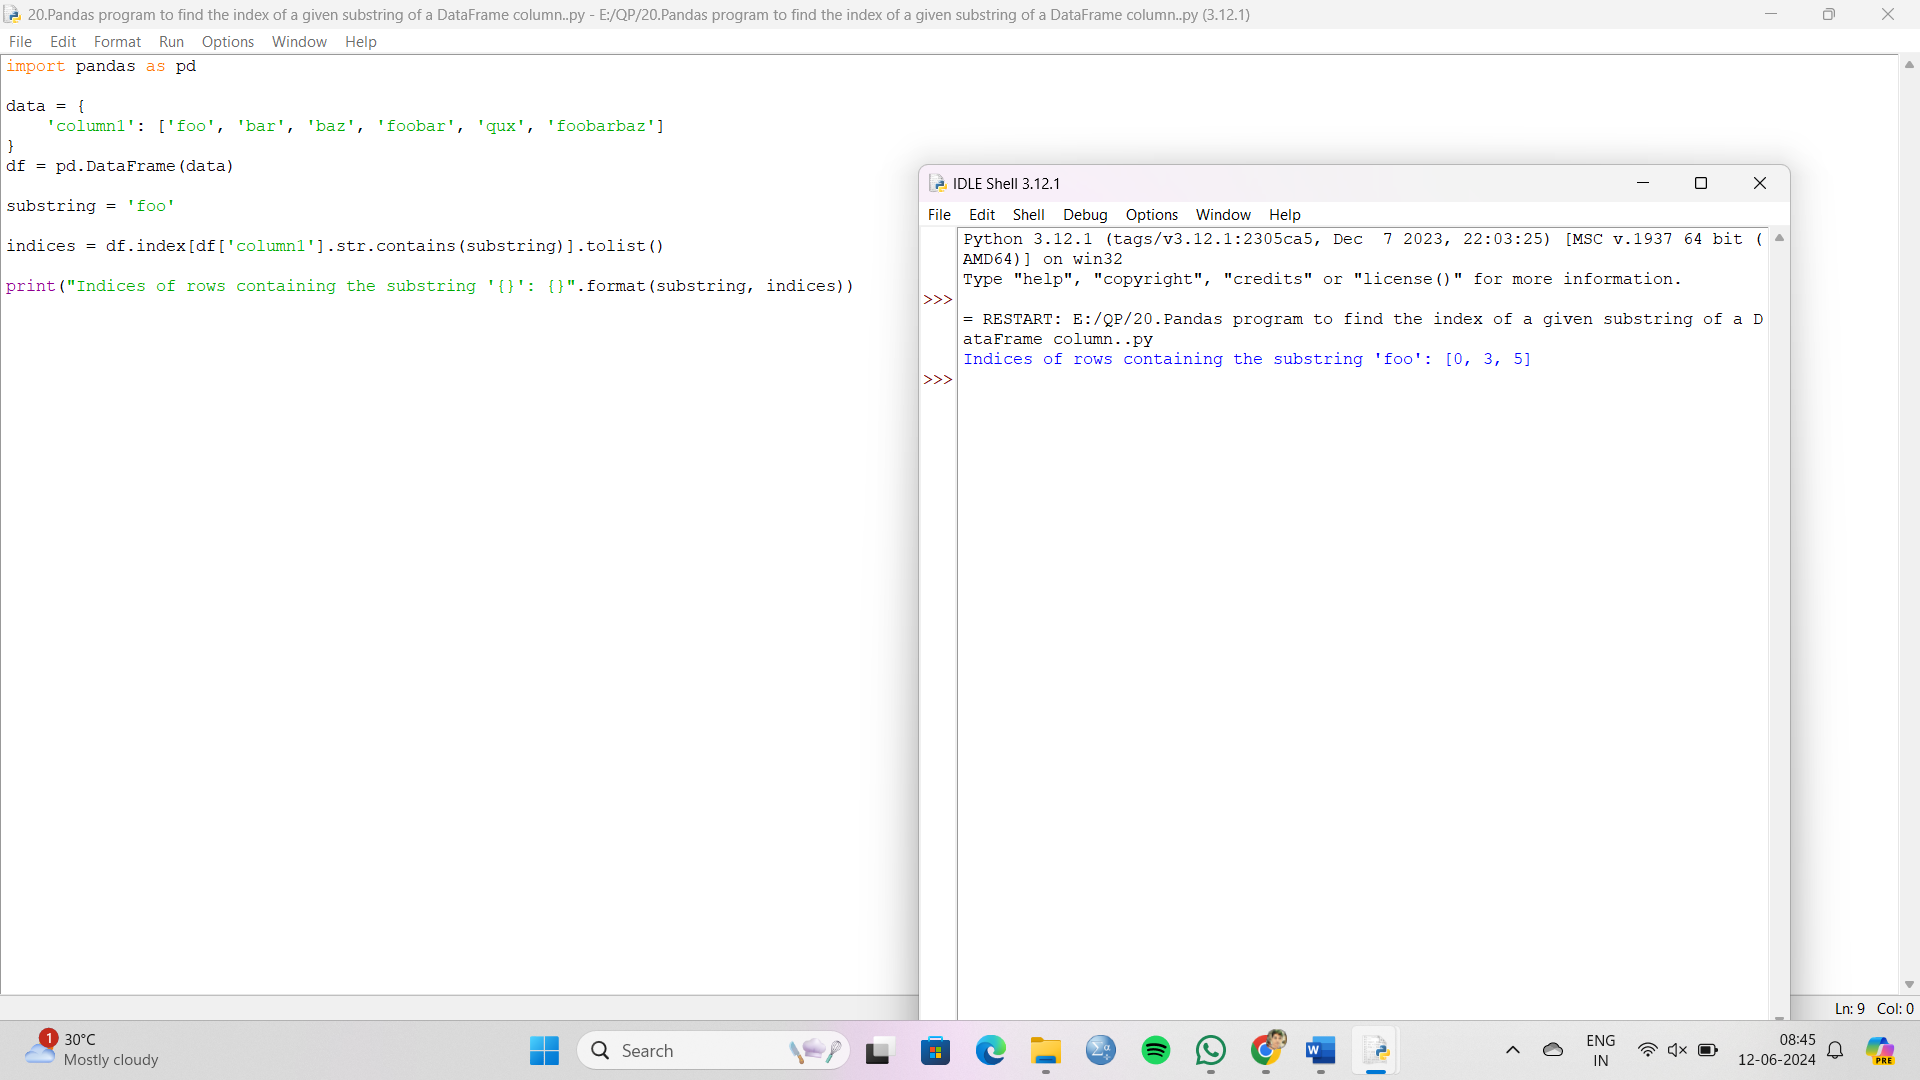 20.Pandas program to find the index of a given substring of a DataFrame column..py - E:/QP/20.Pandas program to find the index of a given substring of a DataFrame column..py (3.12.1)
File Edit Format Run Options Window Help
import pandas as pd
data = {
    'column1': ['foo', 'bar', 'baz', 'foobar', 'qux', 'foobarbaz']
}
df = pd.DataFrame(data)
substring = 'foo'
indices = df.index[df['column1'].str.contains(substring)].tolist()
print("Indices of rows containing the substring '{}': {}".format(substring, indices))
IDLE Shell 3.12.1
File Edit Shell Debug Options Window Help
Python 3.12.1 (tags/v3.12.1:2305ca5, Dec  7 2023, 22:03:25) [MSC v.1937 64 bit (
AMD64)] on win32
Type "help", "copyright", "credits" or "license()" for more information.
>>>
= RESTART: E:/QP/20.Pandas program to find the index of a given substring of a D
ataFrame column..py
Indices of rows containing the substring 'foo': [0, 3, 5]
>>>
Ln: 9 Col: 0
1
30°C
Mostly cloudy
Search
W
ENG
IN
08:45
12-06-2024
PRE